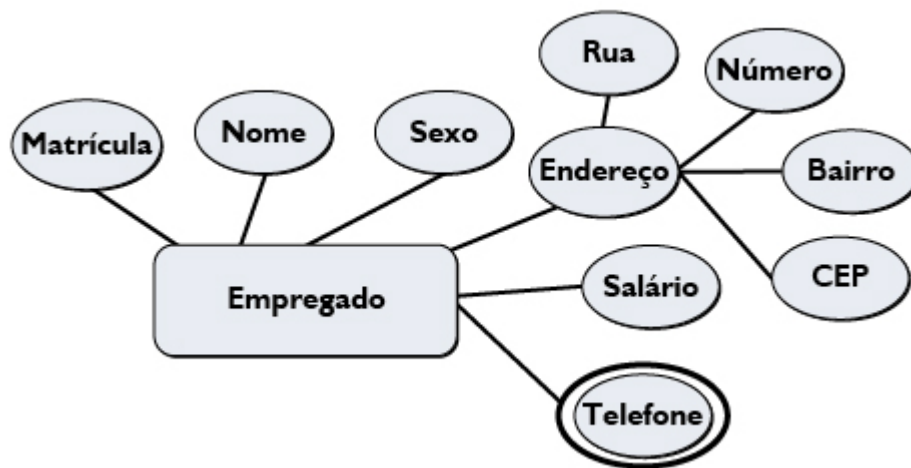 Rua
Número
Matrícula
Nome
Sexo
Endereço
Bairro
Empregado
Salário
CEP
Telefone